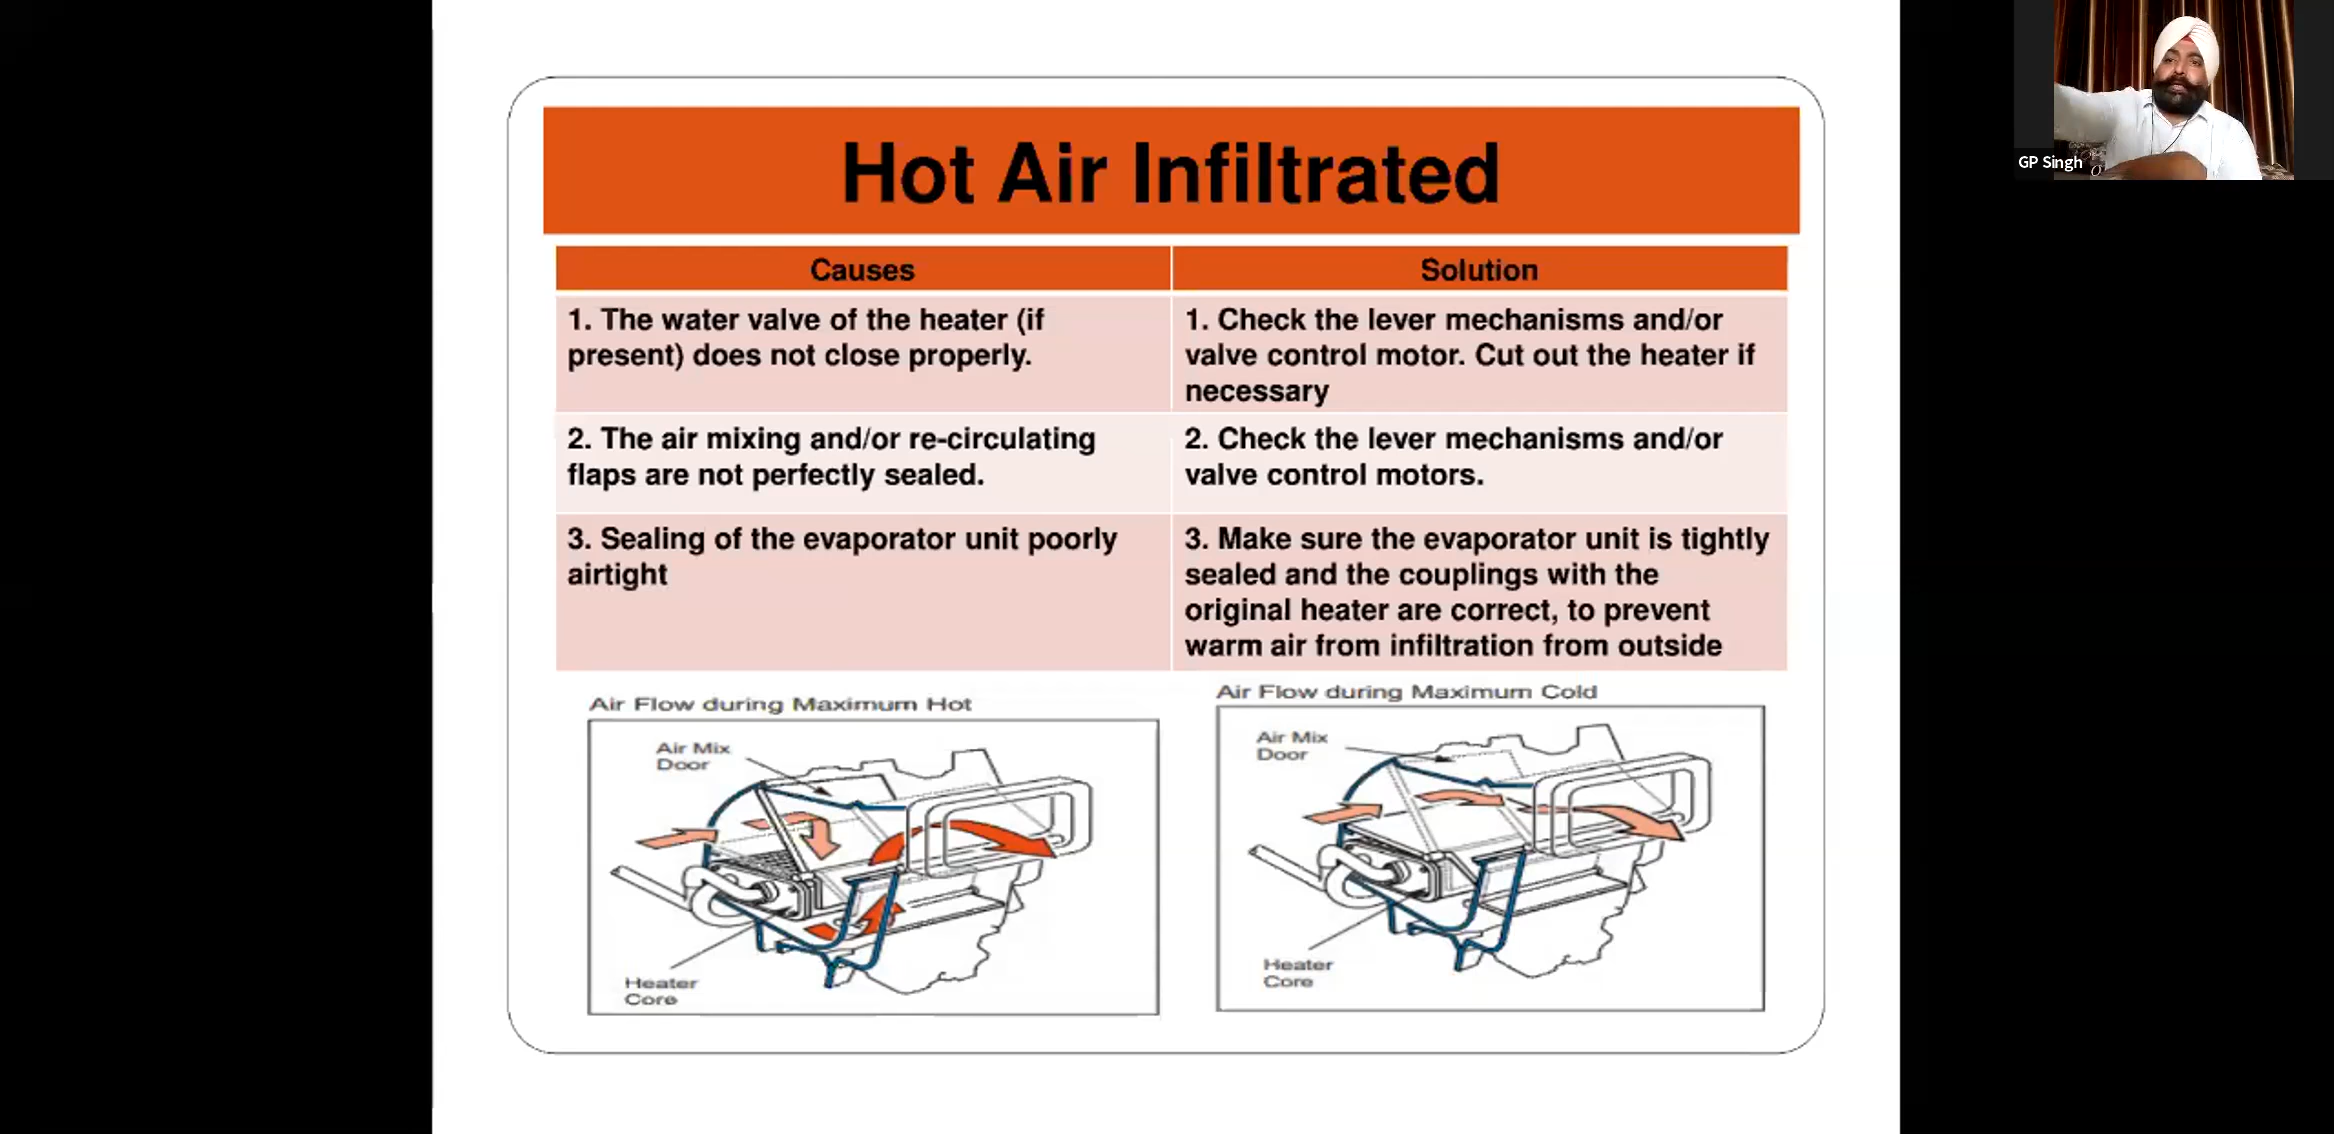 Hot Air Infiltrated
GP Singh
Causes
Solution
1. The water valve of the heater (if
present) does not close properly.
1. Check the lever mechanisms and/or
valve control motor. Cut out the heater if
necessary
2. The air mixing and/or re-circulating
flaps are not perfectly sealed.
2. Check the lever mechanisms and/or
valve control motors.
3. Sealing of the evaporator unit poorly
airtight
3. Make sure the evaporator unit is tightly
sealed and the couplings with the
original heater are correct, to prevent
warm air from infiltration from outside
Air Flow during Maximum Hot
Air Mix
Door
Heater
Core
Air Flow during Maximum Cold
Air Mix
Door
Heater
Core